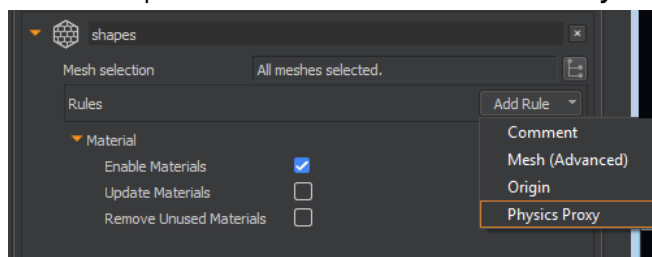 shapes
Mesh selection All meshes selected.
Rules Add Rule
Comment
Material
Mesh (Advanced)
Enable Materials
Origin
Update Materials
Physics Proxy
Remove Unused Materials